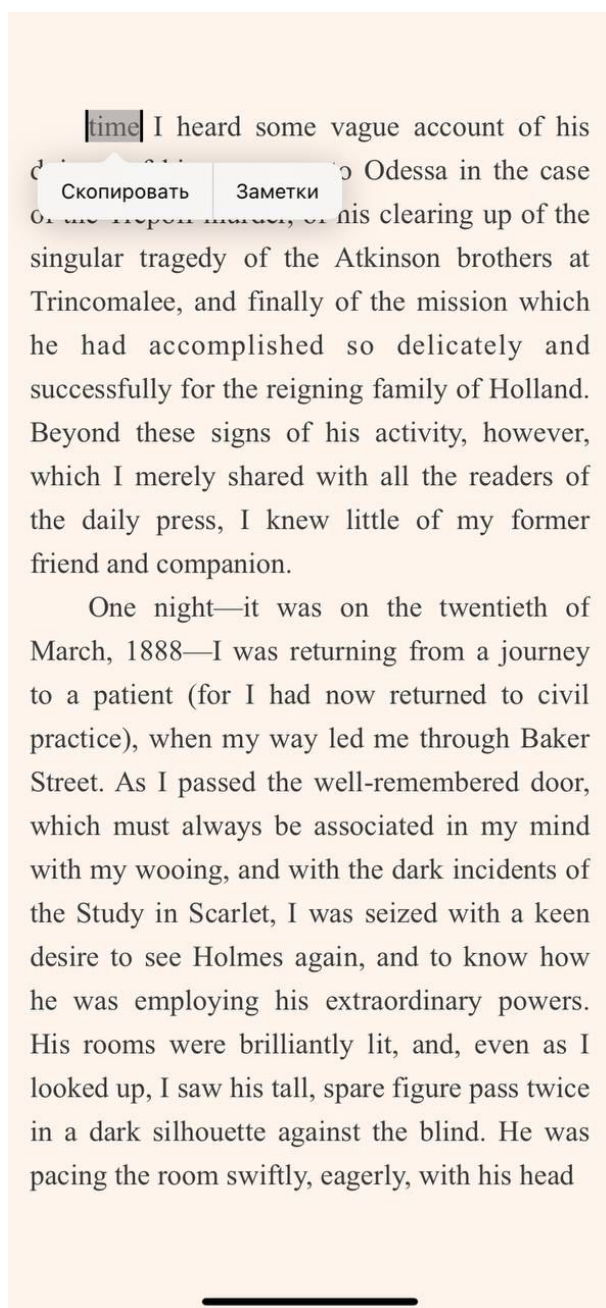 time I heard some vague account of his
Odessa in the case
Скопировать Заметки
his clearing up of the
singular tragedy of the Atkinson brothers at
Trincomalee, and finally of the mission which
he had accomplished so delicately and
successfully for the reigning family of Holland.
Beyond these signs of his activity, however,
which I merely shared with all the readers of
the daily press, I knew little of my former
friend and companion.
One night—it was on the twentieth of
March, 1888—I was returning from a journey
to a patient (for I had now returned to civil
practice), when my way led me through Baker
Street. As I passed the well-remembered door,
which must always be associated in my mind
with my wooing, and with the dark incidents of
the Study in Scarlet, I was seized with a keen
desire to see Holmes again, and to know how
he was employing his extraordinary powers.
His rooms were brilliantly lit, and, even as I
looked up, I saw his tall, spare figure pass twice
in a dark silhouette against the blind. He was
pacing the room swiftly, eagerly, with his head